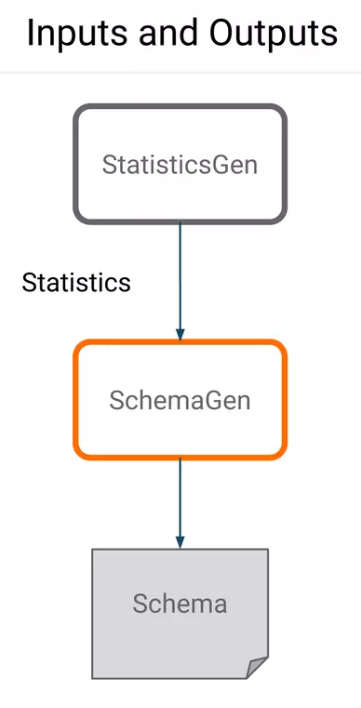 Inputs and Outputs
StatisticsGen
Statistics
SchemaGen
Schema